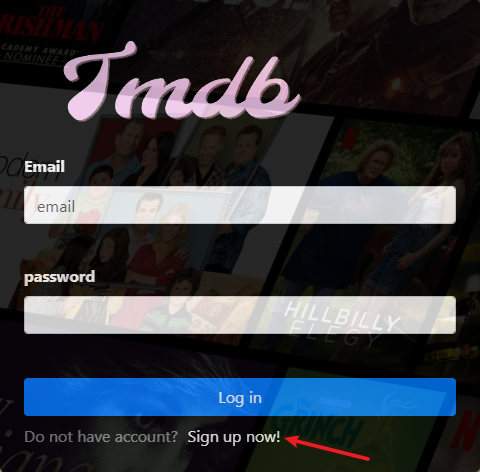 THE
IRISHMAN
ACADEMY AWARD
NOMINEE
Tmdb
Email
email
password
HILLBILLY
ELEGY
Log in
Do not have account? Sign up now!
THE
GRINCH